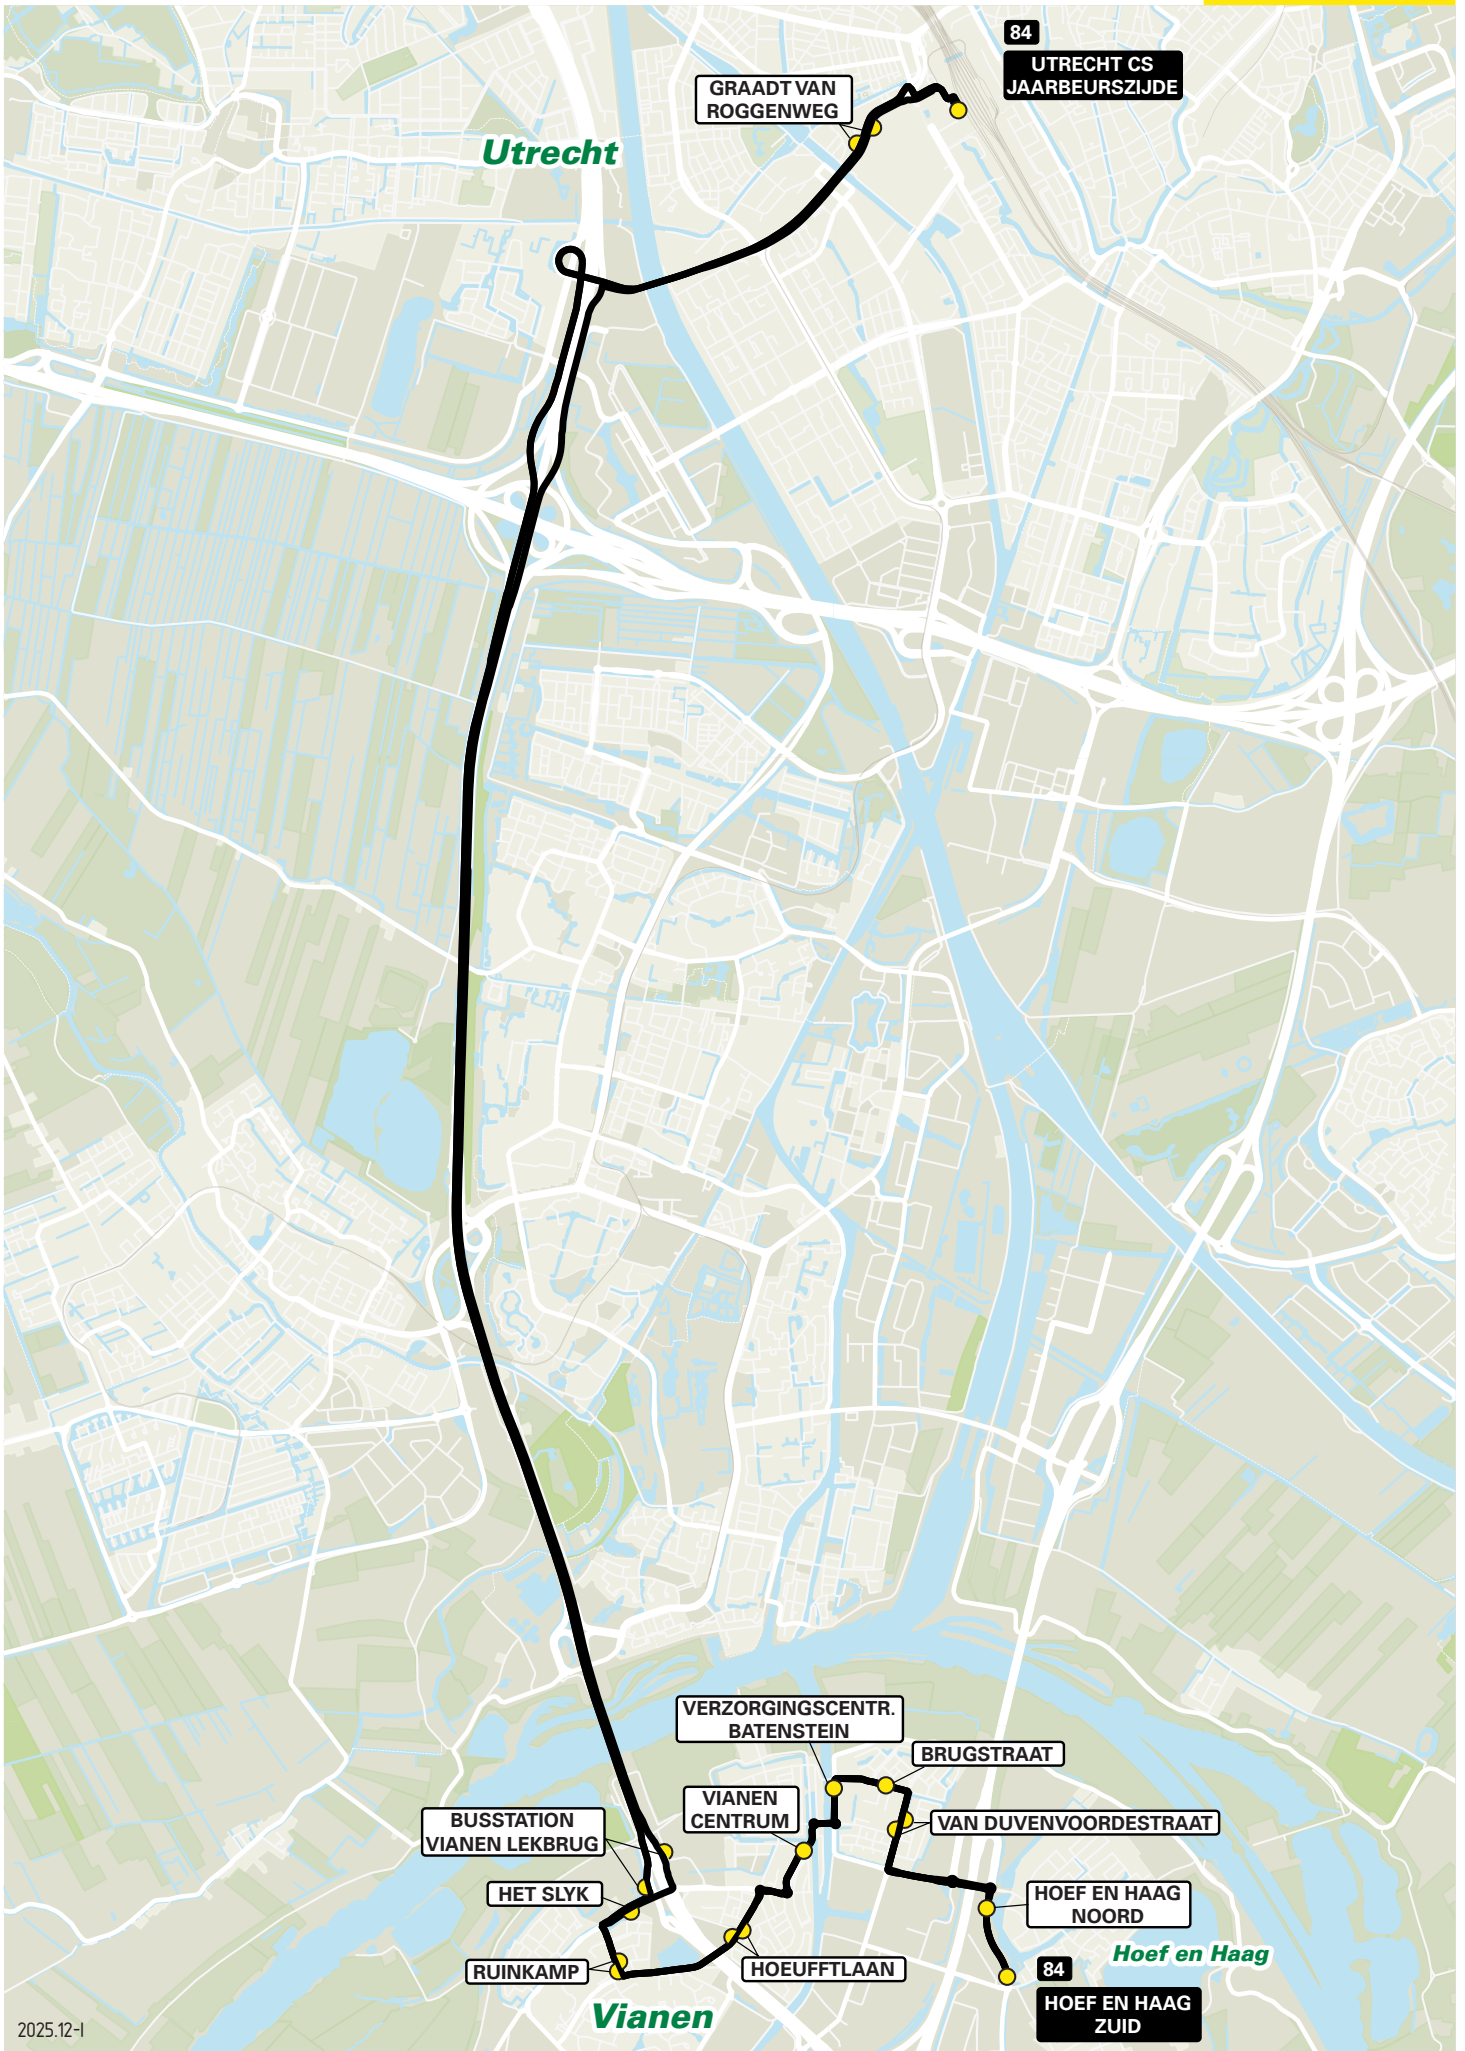 84
UTRECHT CS
JAARBEURSZIJDE
GRAADT VAN
ROGGENWEG
Utrecht
VERZORGINGSCENTR.
BATENSTEIN
BRUGSTRAAT
VIANEN
CENTRUM
BUSSTATION
VIANEN LEKBRUG
VAN DUVENVOORDESTRAAT
HET SLYK
HOEF EN HAAG
NOORD
Hoef en Haag
RUINKAMP
HOEUFFTLAAN
84
HOEF EN HAAG
ZUID
Vianen
2025.12-I